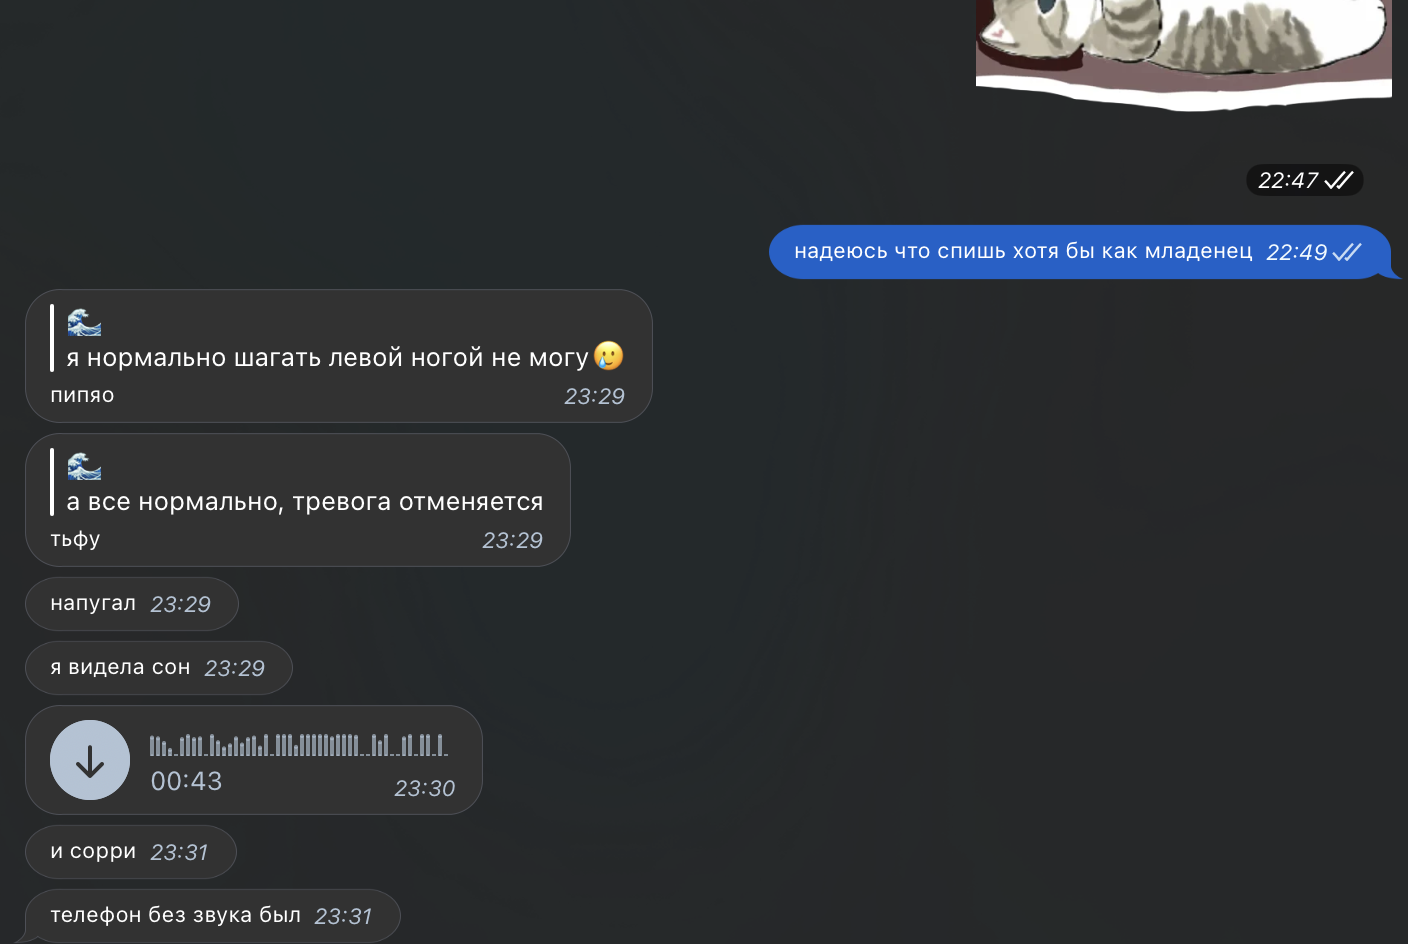 22:47
надеюсь что спишь хотя бы как младенец 22:49
🌊
я нормально шагать левой ногой не могу🥲
пипяо 23:29
🌊
а все нормально, тревога отменяется
тьфу 23:29
напугал 23:29
я видела сон 23:29
00:43 23:30
и сорри 23:31
телефон без звука был 23:31